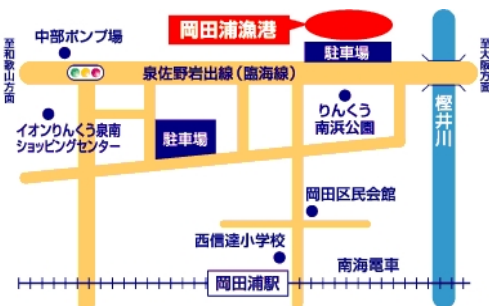 岡田浦漁港
中部ポンプ場
駐車場
至和歌山方面
至大阪方面
泉佐野岩出線（臨海線）
りんくう
南浜公園
樫井川
イオンりんくう泉南
ショッピングセンター
駐車場
岡田区民会館
西信達小学校
南海電車
岡田浦駅